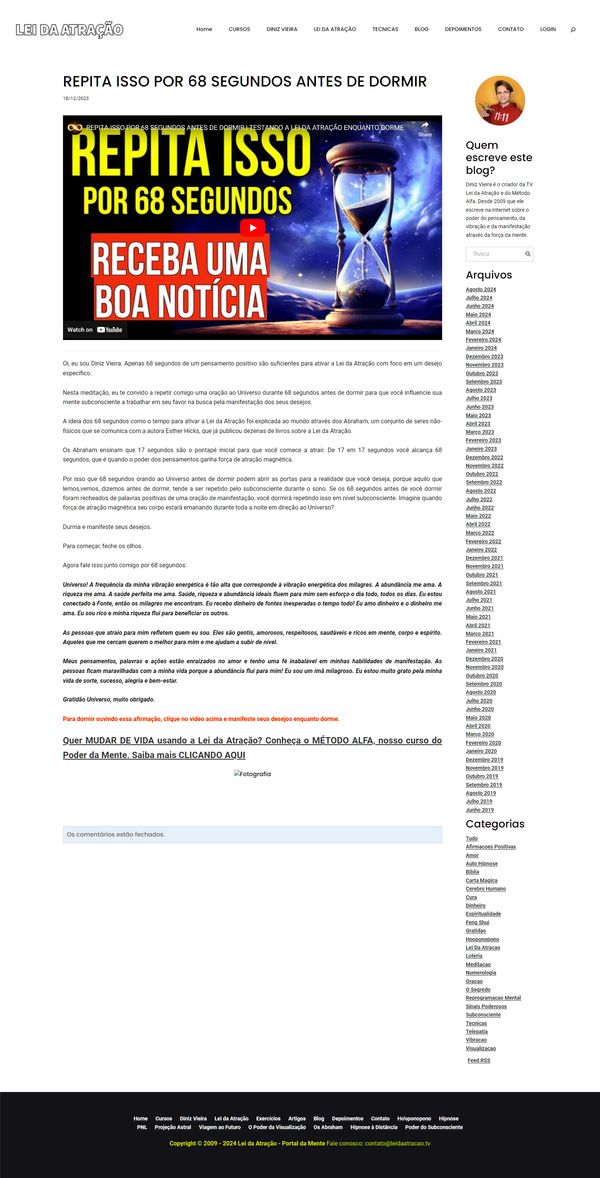 LEI DA ATRAÇÃO
Home CURSOS DINIZ VIEIRA LEI DA ATRAÇÃO TECNICAS BLOG DEPOIMENTOS CONTATO LOGIN
REPITA ISSO POR 68 SEGUNDOS ANTES DE DORMIR
18/12/2023
REPITA ISSO POR 68 SEGUNDOS ANTES DE DORMIR | TESTANDO A LEI DA ATRAÇÃO ENQUANTO DORME
Share
REPITA ISSO
POR 68 SEGUNDOS
RECEBA UMA
BOA NOTÍCIA
Watch on YouTube
Oi, eu sou Diniz Vieira. Apenas 68 segundos de um pensamento positivo são suficientes para ativar a Lei da Atração com foco em um desejo
específico.
Nesta meditação, eu te convido a repetir comigo uma oração ao Universo durante 68 segundos antes de dormir para que você influencie sua
mente subconsciente a trabalhar em seu favor na busca pela manifestação dos seus desejos.
A ideia dos 68 segundos como o tempo para ativar a Lei da Atração foi explicada ao mundo através dos Abraham, um conjunto de seres não-
físicos que se comunica com a autora Esther Hicks, que já publicou dezenas de livros sobre a Lei da Atração.
Os Abraham ensinam que 17 segundos são o pontapé inicial para que você comece a atrair. De 17 em 17 segundos você alcança 68
segundos, que é quando o poder dos pensamentos ganha força de atração magnética.
Por isso que 68 segundos orando ao Universo antes de dormir podem abrir as portas para a realidade que você deseja, porque aquilo que
lemos,vemos, dizemos antes de dormir, tende a ser repetido pelo subconsciente durante o sono. Se os 68 segundos antes de você dormir
foram recheados de palavras positivas de uma oração de manifestação, você dormirá repetindo isso em nível subconsciente. Imagine quando
força de atração magnética seu corpo estará emanando durante toda a noite em direção ao Universo?
Durma e manifeste seus desejos.
Para começar, feche os olhos.
Agora fale isso junto comigo por 68 segundos:
Universo! A frequência da minha vibração energética é tão alta que corresponde à vibração energética dos milagres. A abundância me ama. A
riqueza me ama. A saúde perfeita me ama. Saúde, riqueza e abundância ideais fluem para mim sem esforço o dia todo, todos os dias. Eu estou
conectado à Fonte, então os milagres me encontram. Eu recebo dinheiro de fontes inesperadas o tempo todo! Eu amo dinheiro e o dinheiro me
ama. Eu sou rico e minha riqueza flui para beneficiar os outros.
As pessoas que atraio para mim refletem quem eu sou. Eles são gentis, amorosos, respeitosos, saudáveis e ricos em mente, corpo e espírito.
Aqueles que me cercam querem o melhor para mim e me ajudam a subir de nível.
Meus pensamentos, palavras e ações estão enraizados no amor e tenho uma fé inabalável em minhas habilidades de manifestação. As
pessoas ficam maravilhadas com a minha vida porque a abundância flui para mim! Eu sou um imã milagroso. Eu estou muito grato pela minha
vida de sorte, sucesso, alegria e bem-estar.
Gratidão Universo, muito obrigado.
Para dormir ouvindo essa afirmação, clique no vídeo acima e manifeste seus desejos enquanto dorme.
Quer MUDAR DE VIDA usando a Lei da Atração? Conheça o MÉTODO ALFA, nosso curso do
Poder da Mente. Saiba mais CLICANDO AQUI
Fotografia
Os comentários estão fechados.
11:11
Quem
escreve este
blog?
Diniz Vieira é o criador da TV
Lei da Atração e do Método
Alfa. Desde 2009 que ele
escreve na Internet sobre o
poder do pensamento, da
vibração e da manifestação
através da força da mente.
Busca
Arquivos
Agosto 2024
Julho 2024
Junho 2024
Maio 2024
Abril 2024
Março 2024
Fevereiro 2024
Janeiro 2024
Dezembro 2023
Novembro 2023
Outubro 2023
Setembro 2023
Agosto 2023
Julho 2023
Junho 2023
Maio 2023
Abril 2023
Março 2023
Fevereiro 2023
Janeiro 2023
Dezembro 2022
Novembro 2022
Outubro 2022
Setembro 2022
Agosto 2022
Julho 2022
Junho 2022
Maio 2022
Abril 2022
Março 2022
Fevereiro 2022
Janeiro 2022
Dezembro 2021
Novembro 2021
Outubro 2021
Setembro 2021
Agosto 2021
Julho 2021
Junho 2021
Maio 2021
Abril 2021
Março 2021
Fevereiro 2021
Janeiro 2021
Dezembro 2020
Novembro 2020
Outubro 2020
Setembro 2020
Agosto 2020
Julho 2020
Junho 2020
Maio 2020
Abril 2020
Março 2020
Fevereiro 2020
Janeiro 2020
Dezembro 2019
Novembro 2019
Outubro 2019
Setembro 2019
Agosto 2019
Julho 2019
Junho 2019
Categorias
Tudo
Afirmacoes Positivas
Amor
Auto Hipnose
Biblia
Carta Magica
Cerebro Humano
Cura
Dinheiro
Espiritualidade
Feng Shui
Gratidao
Hooponopono
Lei Da Atracao
Loteria
Meditacao
Numerologia
Oracao
O Segredo
Reprogramacao Mental
Sinais Poderosos
Subconsciente
Tecnicas
Telepatia
Vibracao
Visualizacao
Feed RSS
Home Cursos Diniz Vieira Lei da Atração Exercícios Artigos Blog Depoimentos Contato Ho'oponopono Hipnose
PNL Projeção Astral Viagem ao Futuro O Poder da Visualização Os Abraham Hipnose à Distância Poder do Subconsciente
Copyright © 2009 - 2024 Lei da Atração - Portal da Mente Fale conosco: contato@leidaatracao.tv